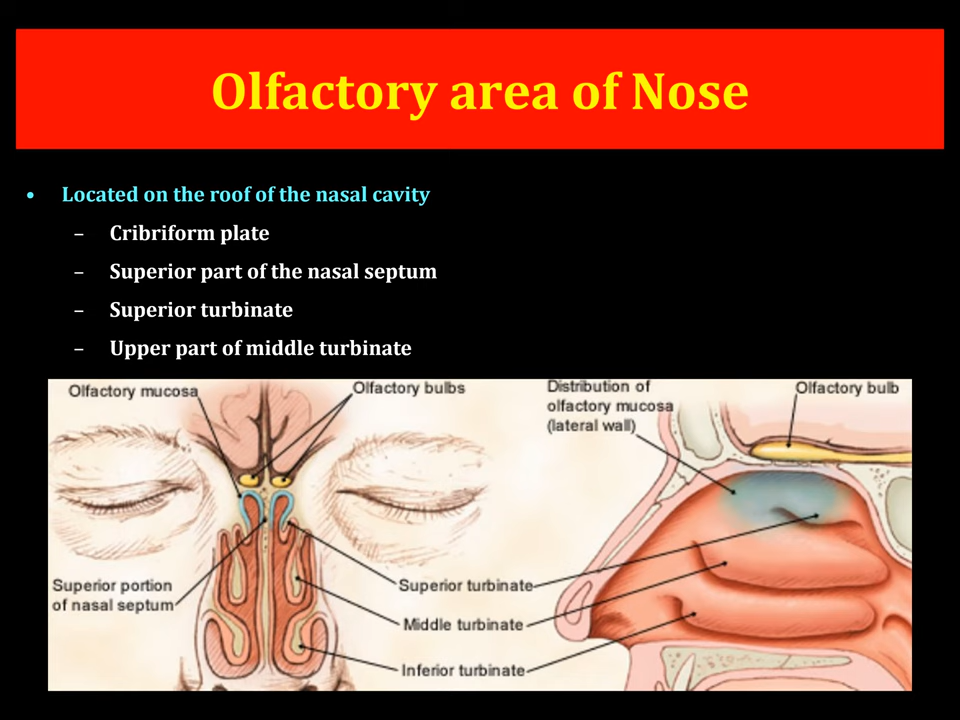 Olfactory area of Nose
• Located on the roof of the nasal cavity
– Cribriform plate
– Superior part of the nasal septum
– Superior turbinate
– Upper part of middle turbinate
Olfactory mucosa
Olfactory bulbs
Superior portion
of nasal septum
Distribution of
olfactory mucosa
(lateral wall)
Olfactory bulb
Superior turbinate
Middle turbinate
Inferior turbinate